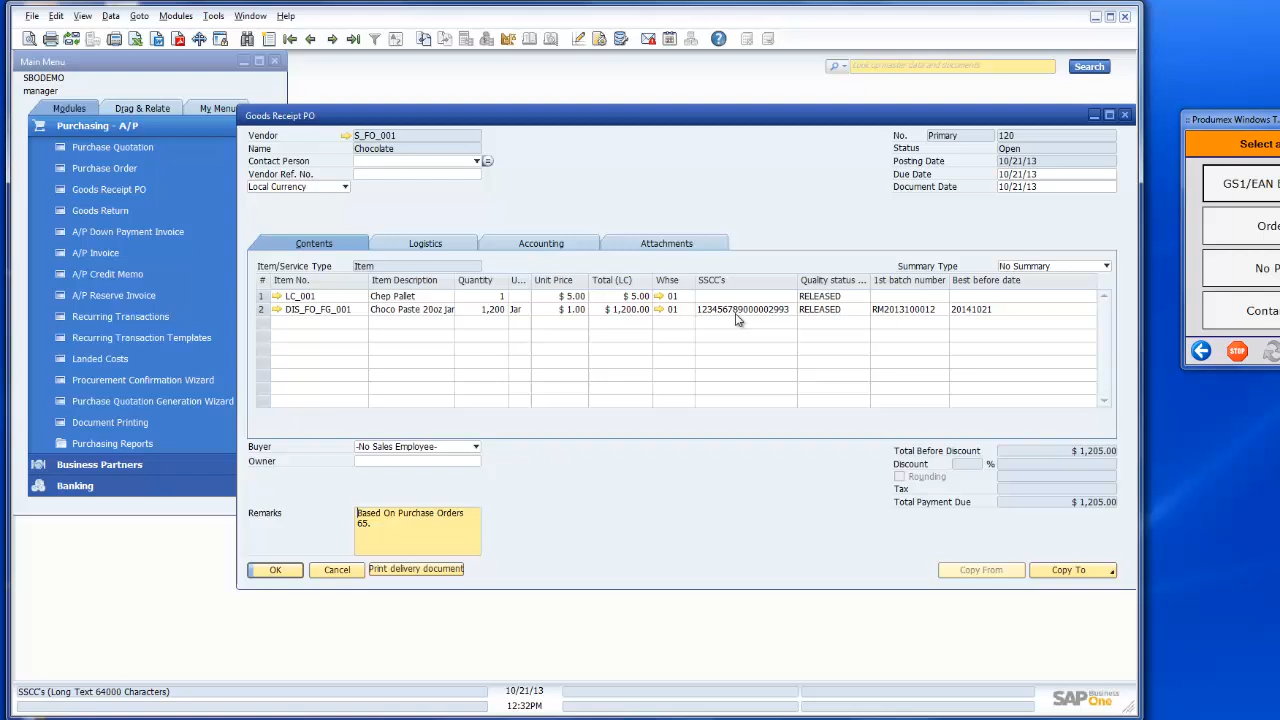 File Edit View Data Goto Modules Tools Window Help
Main Menu
SBODEMO
manager
Look up master data and documents
Search
Modules Drag & Relate My Menu
Purchasing - A/P
Purchase Quotation
Purchase Order
Goods Receipt PO
Goods Return
A/P Down Payment Invoice
A/P Invoice
A/P Credit Memo
A/P Reserve Invoice
Recurring Transactions
Recurring Transaction Templates
Landed Costs
Procurement Confirmation Wizard
Purchase Quotation Generation Wizard
Document Printing
Purchasing Reports
Business Partners
Banking
Goods Receipt PO
Vendor S_FO_001
Name Chocolate
Contact Person
Vendor Ref. No.
Local Currency
No. Primary 120
Status Open
Posting Date 10/21/13
Due Date 10/21/13
Document Date 10/21/13
Contents Logistics Accounting Attachments
Item/Service Type Item
Summary Type No Summary
# Item No. Item Description Quantity U... Unit Price Total (LC) Whse SSCC's Quality status ... 1st batch number Best before date
1 LC_001 Chep Pallet 1 $ 5.00 $ 5.00 01 RELEASED
2 DIS_FO_FG_001 Choco Paste 20oz Jar 1,200 Jar $ 1.00 $ 1,200.00 01 123456789000002993 RELEASED RM2013100012 20141021
Buyer -No Sales Employee-
Owner
Total Before Discount $ 1,205.00
Discount %
Rounding
Tax
Total Payment Due $ 1,205.00
Remarks Based On Purchase Orders
65.
OK Cancel Print delivery document
Copy From Copy To
SSCC's (Long Text 64000 Characters)
10/21/13
12:32PM
SAP Business One
:: Produmex Windows T
Select a
GS1/EAN
Orde
No P
Conta
STOP